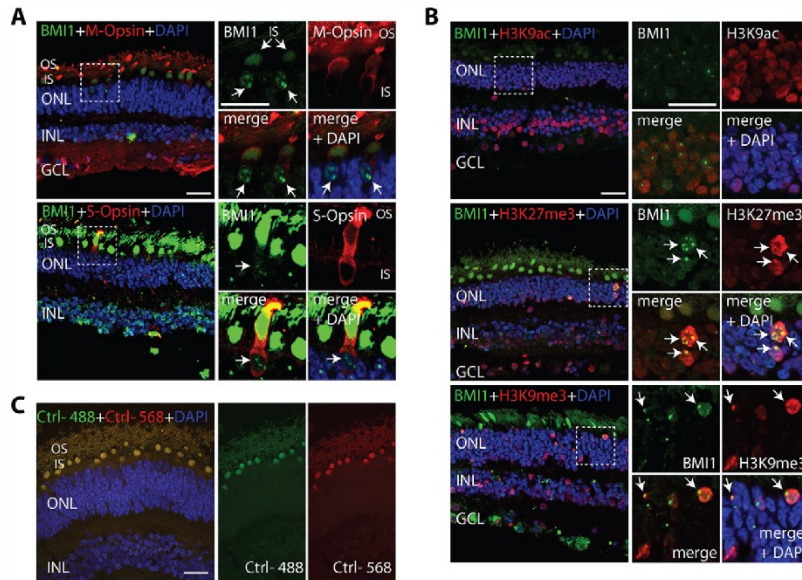 A
BMI1+M-Opsin+DAPI
OS
IS
ONL
INL
GCL
BMI1 IS
M-Opsin OS
IS
merge
merge + DAPI
BMI1+S-Opsin+DAPI
OS
IS
ONL
INL
BMI1
S-Opsin OS
IS
merge
merge + DAPI
B
BMI1+H3K9ac+DAPI
ONL
INL
GCL
BMI1
H3K9ac
merge
merge
+ DAPI
BMI1+H3K27me3+DAPI
ONL
INL
GCL
BMI1
H3K27me3
merge
merge + DAPI
BMI1+H3K9me3+DAPI
ONL
INL
GCL
BMI1
H3K9me3
merge
merge
+ DAPI
C
Ctrl-488+Ctrl-568+DAPI
OS
IS
ONL
INL
Ctrl-488
Ctrl-568